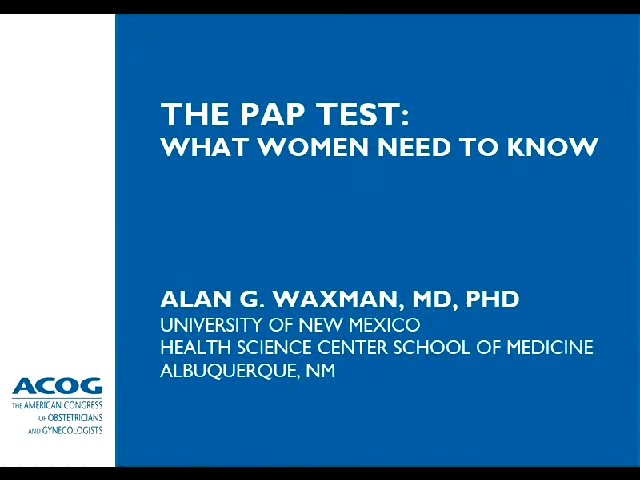 THE PAP TEST:
WHAT WOMEN NEED TO KNOW
ALAN G. WAXMAN, MD, PHD
UNIVERSITY OF NEW MEXICO
HEALTH SCIENCE CENTER SCHOOL OF MEDICINE
ALBUQUERQUE, NM
ACOG
THE AMERICAN CONGRESS
OF OBSTETRICIANS
AND GYNECOLOGISTS